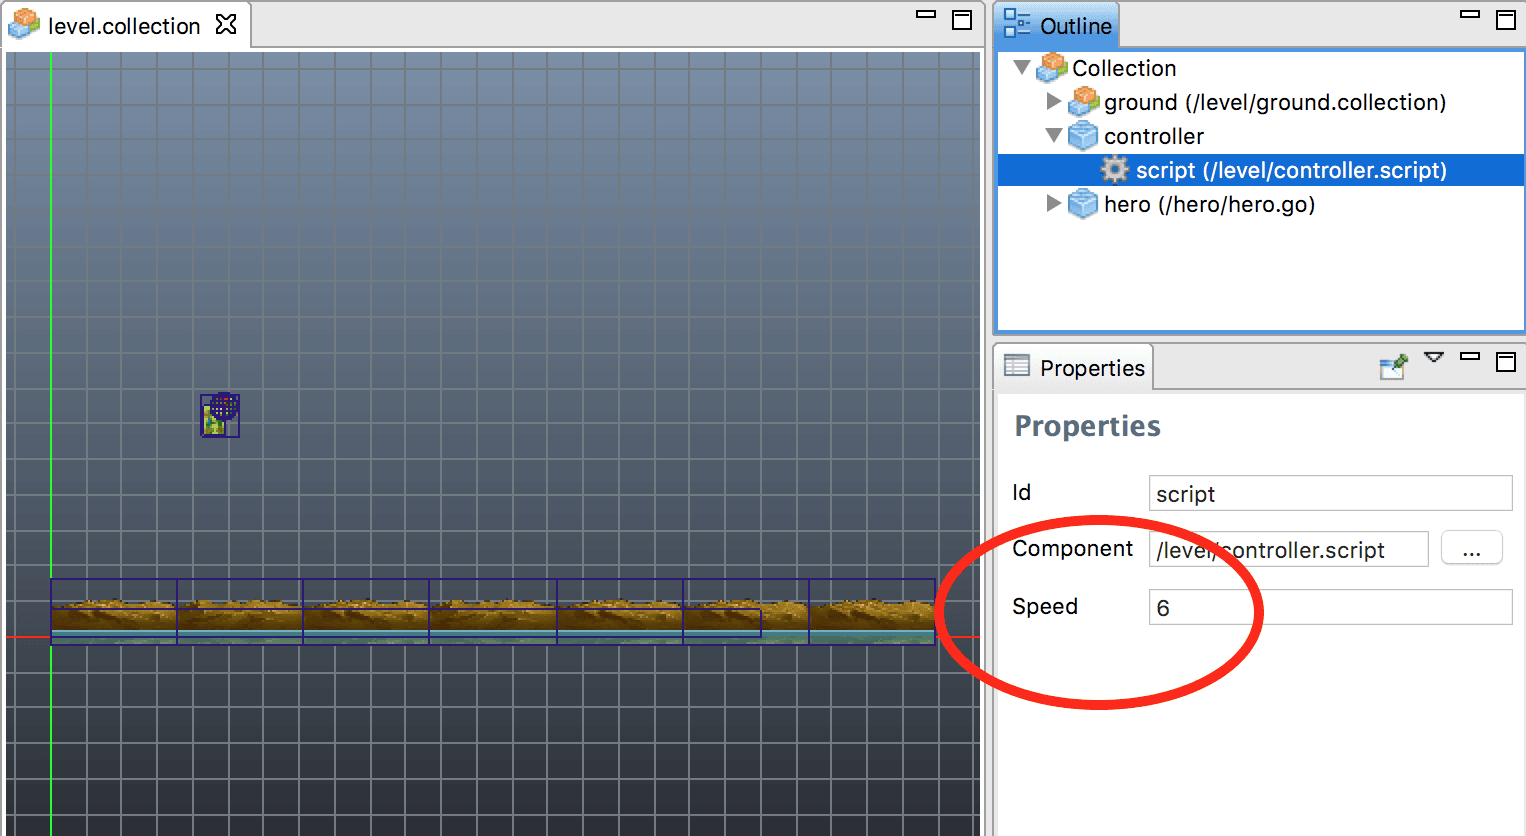 level.collection
Outline
Collection
ground (/level/ground.collection)
controller
script (/level/controller.script)
hero (/hero/hero.go)
Properties
Properties
Id script
Component /level/controller.script ...
Speed 6